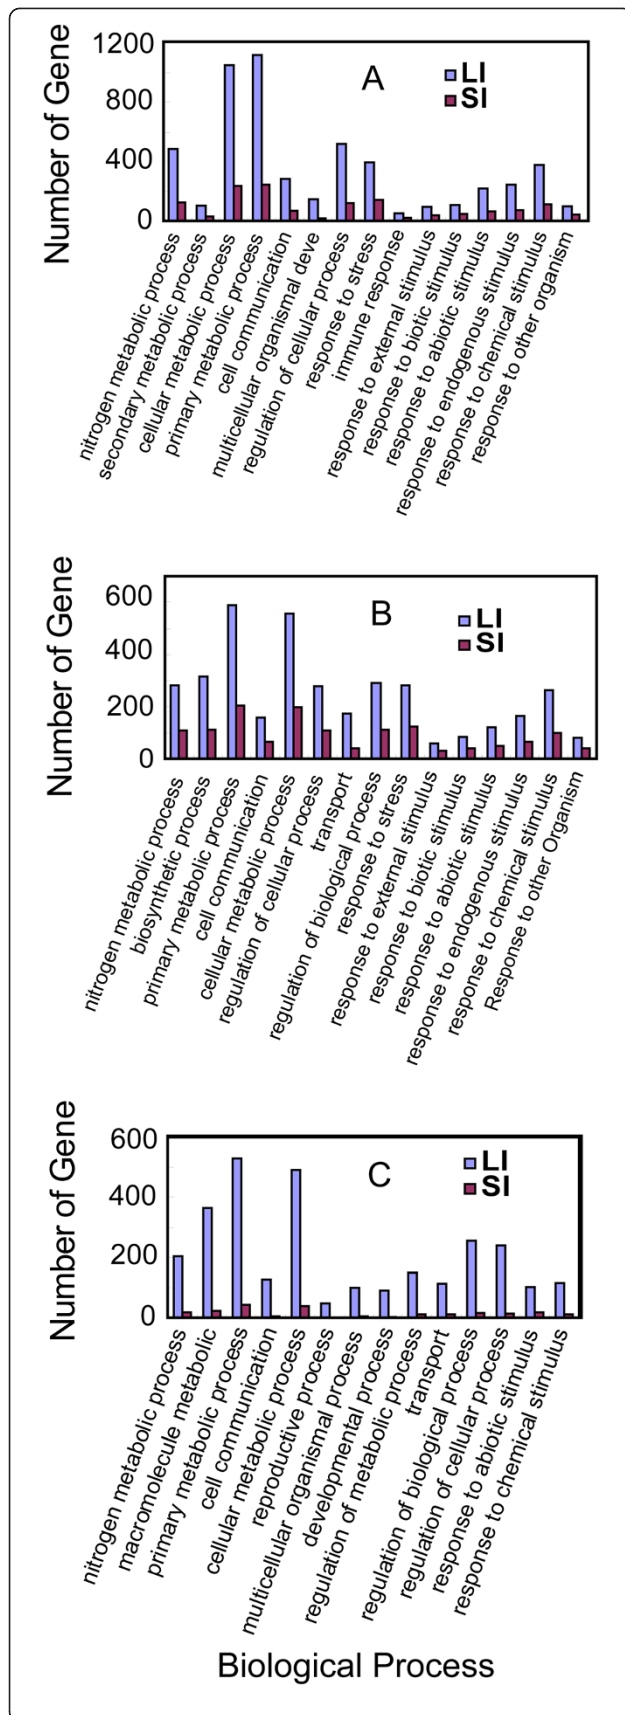 Number of Gene
1200
800
400
0
A
LI
SI
nitrogen metabolic process
secondary metabolic process
cellular metabolic process
primary metabolic process
cell communication
multicellular organismal deve
regulation of cellular process
response to stress
immune response
response to external stimulus
response to biotic stimulus
response to abiotic stimulus
response to endogenous stimulus
response to chemical stimulus
response to other organism
Number of Gene
600
400
200
0
B
LI
SI
nitrogen metabolic process
biosynthetic process
primary metabolic process
cell communication
cellular metabolic process
regulation of cellular process
transport
regulation of biological process
response to stress
response to external stimulus
response to biotic stimulus
response to abiotic stimulus
response to endogenous stimulus
response to chemical stimulus
Response to other Organism
Number of Gene
600
400
200
0
C
LI
SI
nitrogen metabolic process
macromolecule metabolic
primary metabolic process
cell communication
cellular metabolic process
reproductive process
multicellular organismal process
developmental process
regulation of metabolic process
transport
regulation of biological process
regulation of cellular process
response to abiotic stimulus
response to chemical stimulus
Biological Process